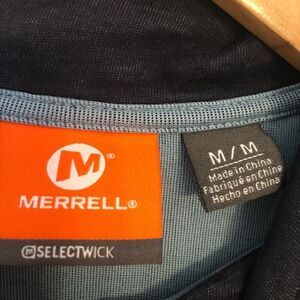 M®
MERRELL®
M SELECTWICK
M / M
Made in China
Fabriqué en Chine
Hecho en China